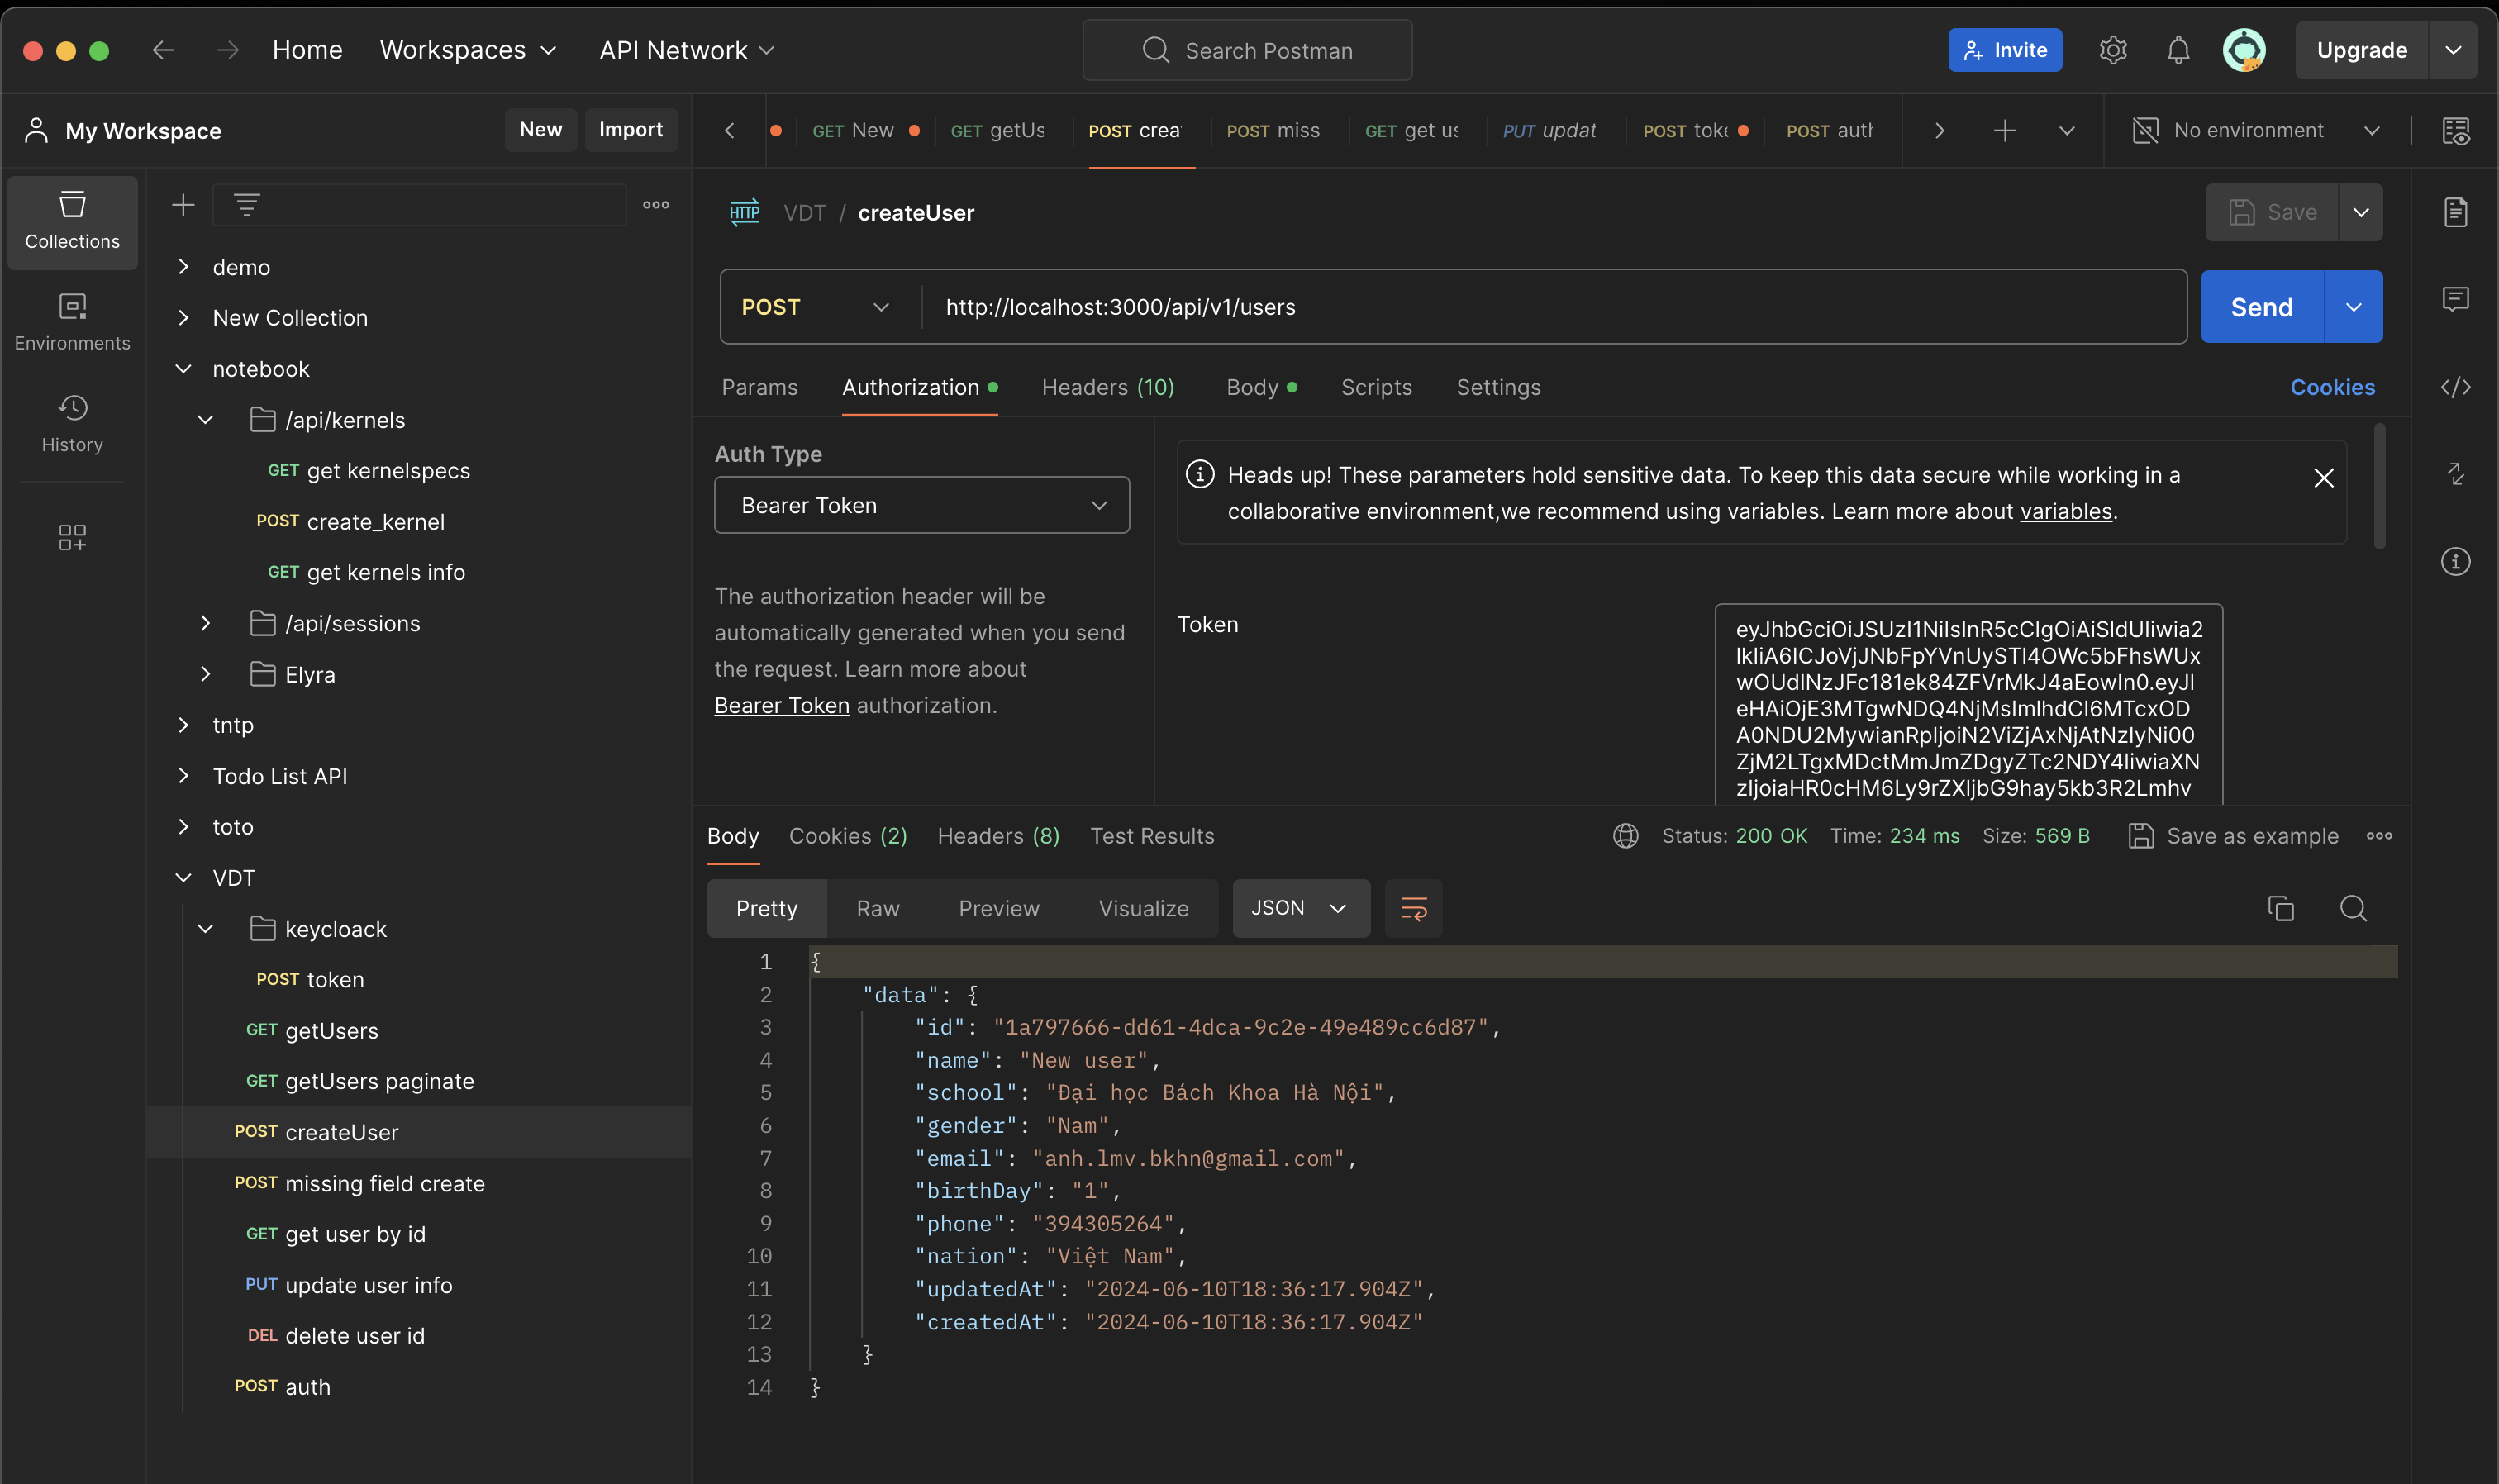 Home
Workspaces
API Network
Search Postman
Invite
Upgrade
My Workspace
New
Import
GET New
GET getUs
POST crea
POST miss
GET get us
PUT updat
POST toke
POST auth
No environment
Collections
Environments
History
demo
New Collection
notebook
/api/kernels
GET get kernelspecs
POST create_kernel
GET get kernels info
/api/sessions
Elyra
tntp
Todo List API
toto
VDT
keycloack
POST token
GET getUsers
GET getUsers paginate
POST createUser
POST missing field create
GET get user by id
PUT update user info
DEL delete user id
POST auth
HTTP VDT / createUser
Save
POST
http://localhost:3000/api/v1/users
Send
Params
Authorization
Headers (10)
Body
Scripts
Settings
Cookies
Auth Type
Bearer Token
The authorization header will be
automatically generated when you send
the request. Learn more about
Bearer Token authorization.
Heads up! These parameters hold sensitive data. To keep this data secure while working in a
collaborative environment,we recommend using variables. Learn more about variables.
Token
Body
Cookies (2)
Headers (8)
Test Results
Status: 200 OK
Time: 234 ms
Size: 569 B
Save as example
Pretty
Raw
Preview
Visualize
JSON
1 {
2 "data": {
3 "id": "1a797666-dd61-4dca-9c2e-49e489cc6d87",
4 "name": "New user",
5 "school": "Đại học Bách Khoa Hà Nội",
6 "gender": "Nam",
7 "email": "anh.lmv.bkhn@gmail.com",
8 "birthDay": "1",
9 "phone": "394305264",
10 "nation": "Việt Nam",
11 "updatedAt": "2024-06-10T18:36:17.904Z",
12 "createdAt": "2024-06-10T18:36:17.904Z"
13 }
14 }